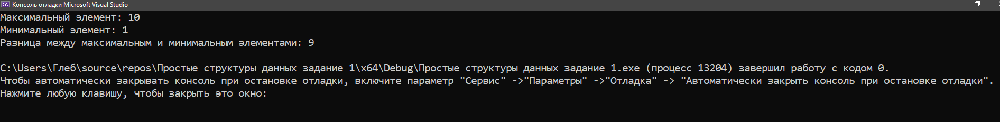 Консоль отладки Microsoft Visual Studio
Максимальный элемент: 10
Минимальный элемент: 1
Разница между максимальным и минимальным элементами: 9
C:\Users\Глеб\source\repos\Простые структуры данных задание 1\x64\Debug\Простые структуры данных задание 1.exe (процесс 13204) завершил работу с кодом 0.
Чтобы автоматически закрывать консоль при остановке отладки, включите параметр "Сервис" ->"Параметры" ->"Отладка" -> "Автоматически закрыть консоль при остановке отладки".
Нажмите любую клавишу, чтобы закрыть это окно: